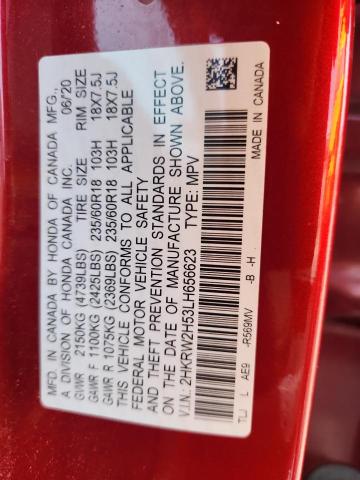 MFD. IN CANADA BY HONDA OF CANADA MFG.,
A DIVISION OF HONDA CANADA INC. 06/20
TIRE SIZE RIM SIZE
GVWR 2150KG (4739LBS)
GAWR F 1100KG (2425LBS) 235/60R18 103H 18X7.5J
GAWR R 1075KG (2369LBS) 235/60R18 103H 18X7.5J
THIS VEHICLE CONFORMS TO ALL APPLICABLE
FEDERAL MOTOR VEHICLE SAFETY
AND THEFT PREVENTION STANDARDS IN EFFECT
ON THE DATE OF MANUFACTURE SHOWN ABOVE.
V.I.N.: 2HKRW2H53LH656623 TYPE: MPV
MADE IN CANADA
L AE9 -R569MV -B -H